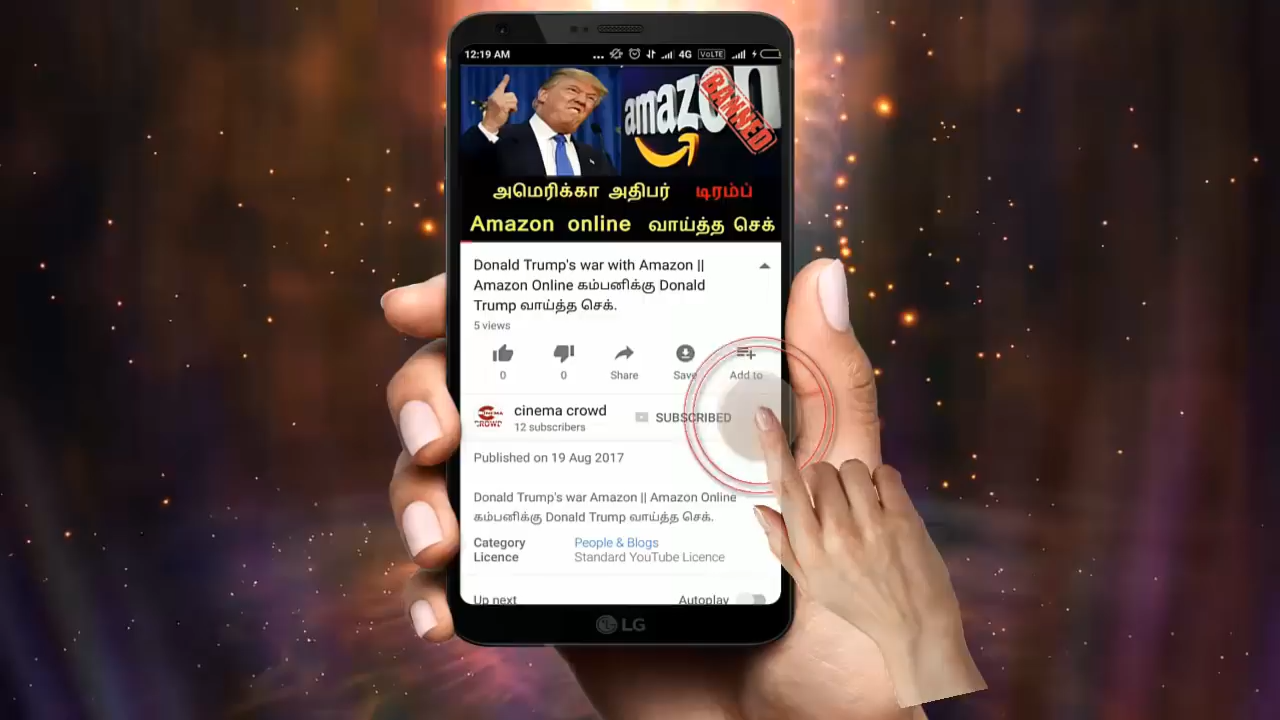 12:19 AM
4G VoLTE
amazon
BANNED
அமெரிக்கா அதிபர் டிரம்ப்
Amazon online வாய்த்த செக்
Donald Trump's war with Amazon ||
Amazon Online கம்பனிக்கு Donald
Trump வாய்த்த செக்.
5 views
0 0 Share Save Add to
CINEMA CROWD
cinema crowd
SUBSCRIBED
12 subscribers
Published on 19 Aug 2017
Donald Trump's war Amazon || Amazon Online
கம்பனிக்கு Donald Trump வாய்த்த செக்.
Category People & Blogs
Licence Standard YouTube Licence
Up next Autoplay
LG